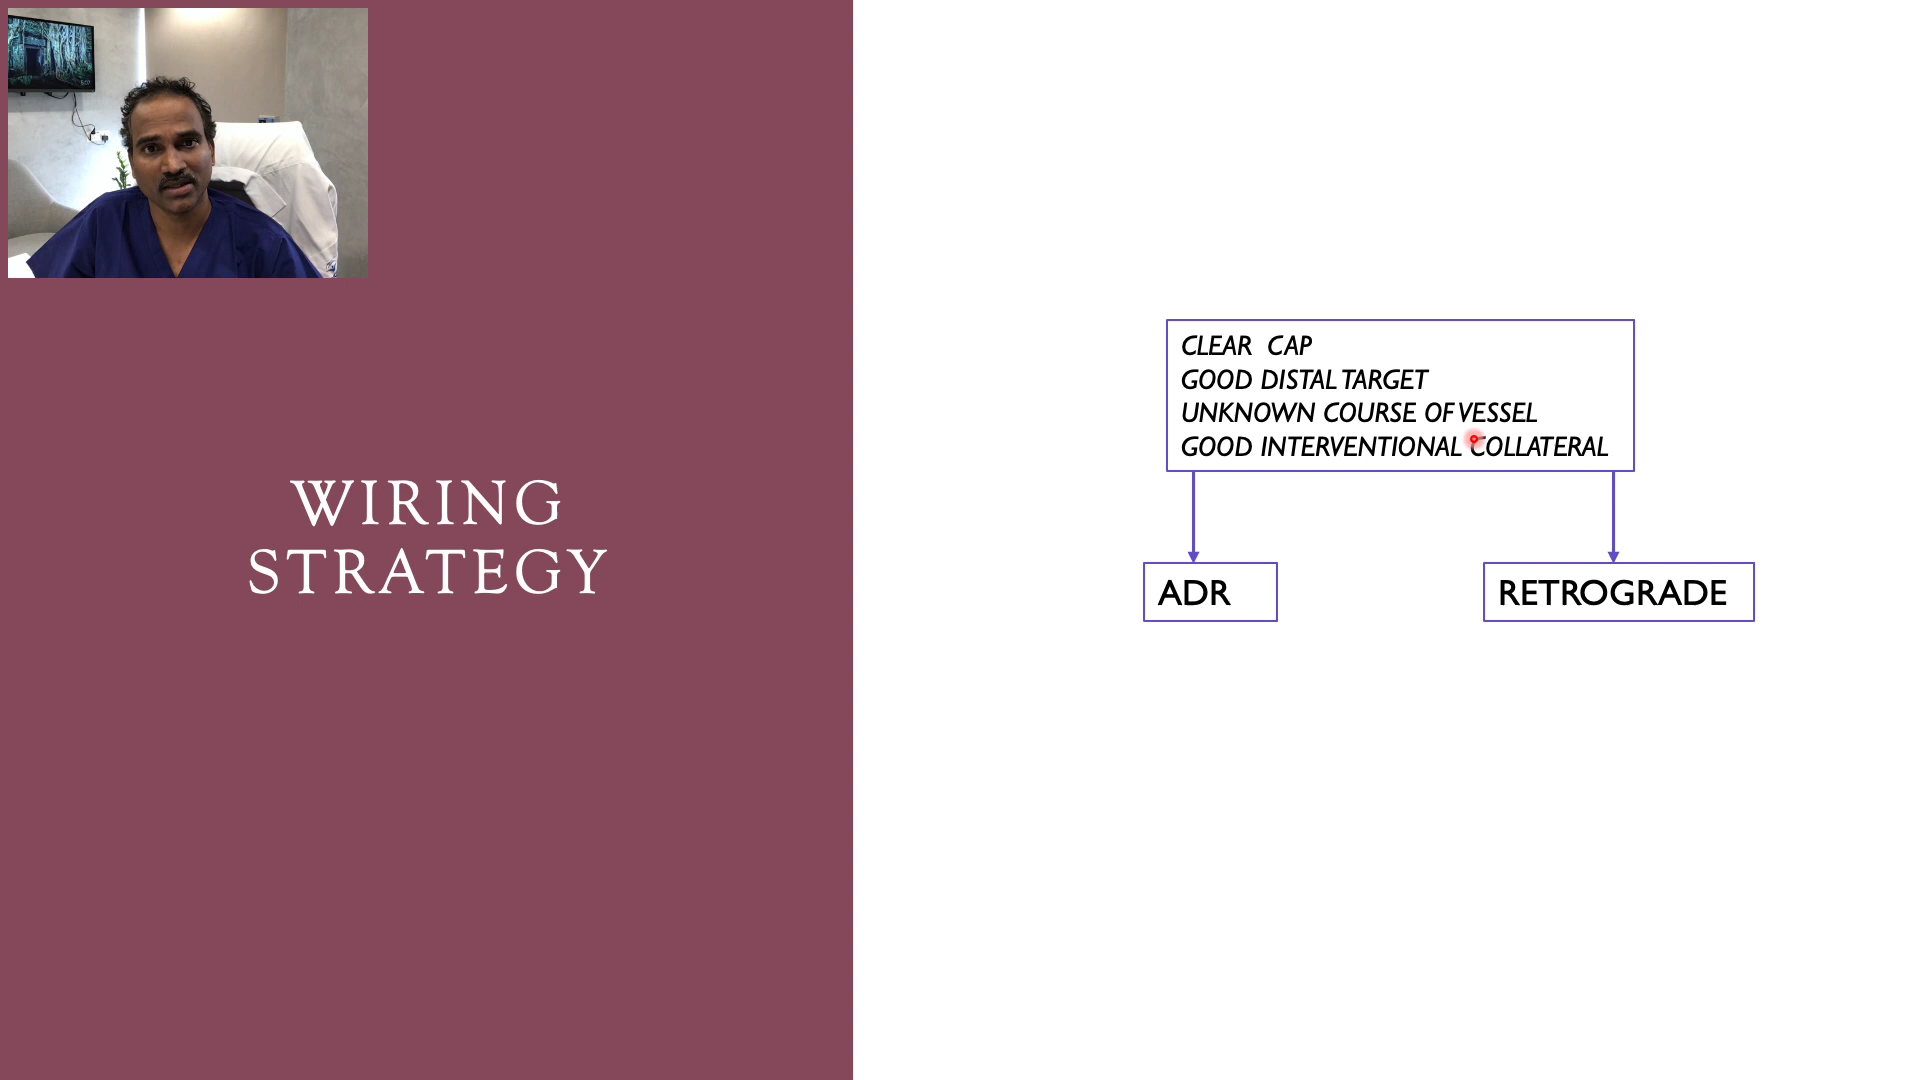 WIRING
STRATEGY
CLEAR CAP
GOOD DISTAL TARGET
UNKNOWN COURSE OF VESSEL
GOOD INTERVENTIONAL COLLATERAL
ADR
RETROGRADE